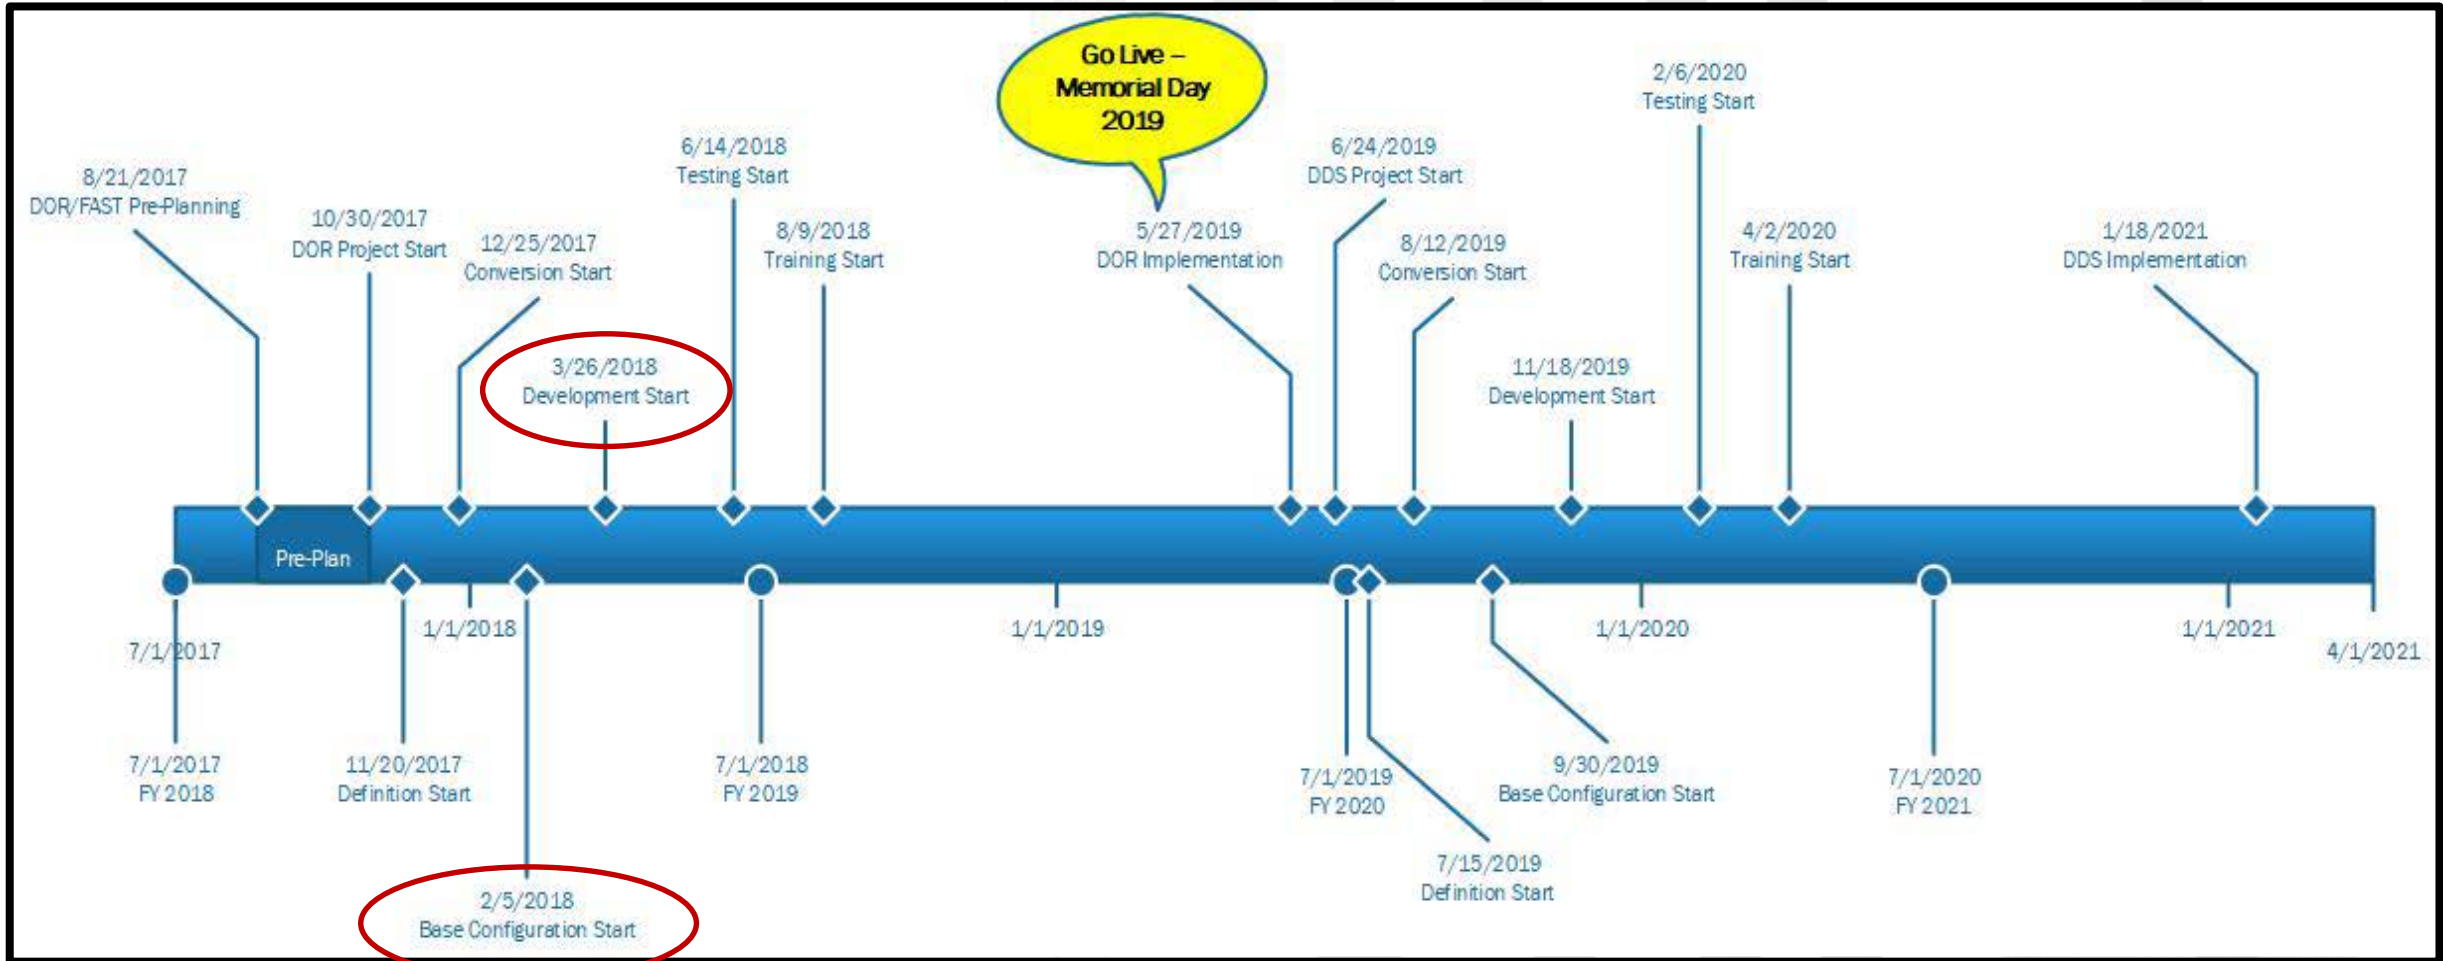 Go Live –
Memorial Day
2019
8/21/2017
DOR/FAST Pre-Planning
10/30/2017
DOR Project Start
12/25/2017
Conversion Start
3/26/2018
Development Start
6/14/2018
Testing Start
8/9/2018
Training Start
5/27/2019
DOR Implementation
6/24/2019
DDS Project Start
8/12/2019
Conversion Start
11/18/2019
Development Start
2/6/2020
Testing Start
4/2/2020
Training Start
1/18/2021
DDS Implementation
Pre-Plan
7/1/2017
1/1/2018
1/1/2019
1/1/2020
1/1/2021
4/1/2021
7/1/2017
FY 2018
11/20/2017
Definition Start
2/5/2018
Base Configuration Start
7/1/2018
FY 2019
7/1/2019
FY 2020
7/15/2019
Definition Start
9/30/2019
Base Configuration Start
7/1/2020
FY 2021